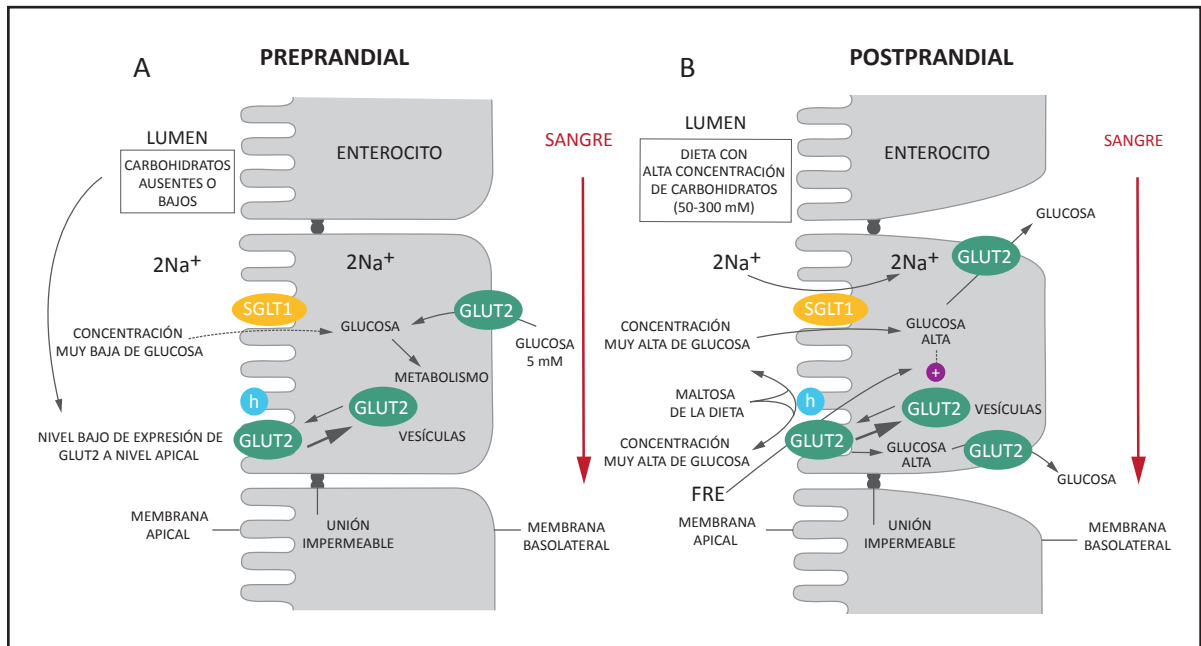 A
PREPRANDIAL
LUMEN
CARBOHIDRATOS
AUSENTES O
BAJOS
ENTEROCITO
SANGRE
2Na+
2Na+
SGLT1
GLUT2
CONCENTRACIÓN
MUY BAJA DE GLUCOSA
GLUCOSA
GLUCOSA
5 mM
METABOLISMO
h
GLUT2
GLUT2
VESÍCULAS
NIVEL BAJO DE EXPRESIÓN DE
GLUT2 A NIVEL APICAL
MEMBRANA
APICAL
UNIÓN
IMPERMEABLE
MEMBRANA
BASOLATERAL
B
POSTPRANDIAL
LUMEN
DIETA CON
ALTA CONCENTRACIÓN
DE CARBOHIDRATOS
(50-300 mM)
ENTEROCITO
SANGRE
GLUCOSA
GLUT2
2Na+
2Na+
SGLT1
CONCENTRACIÓN
MUY ALTA DE GLUCOSA
GLUCOSA
ALTA
+
MALTOSA
DE LA DIETA
h
GLUT2
VESÍCULAS
GLUT2
CONCENTRACIÓN
MUY ALTA DE GLUCOSA
GLUCOSA
ALTA
GLUT2
GLUCOSA
FRE
MEMBRANA
APICAL
UNIÓN
IMPERMEABLE
MEMBRANA
BASOLATERAL